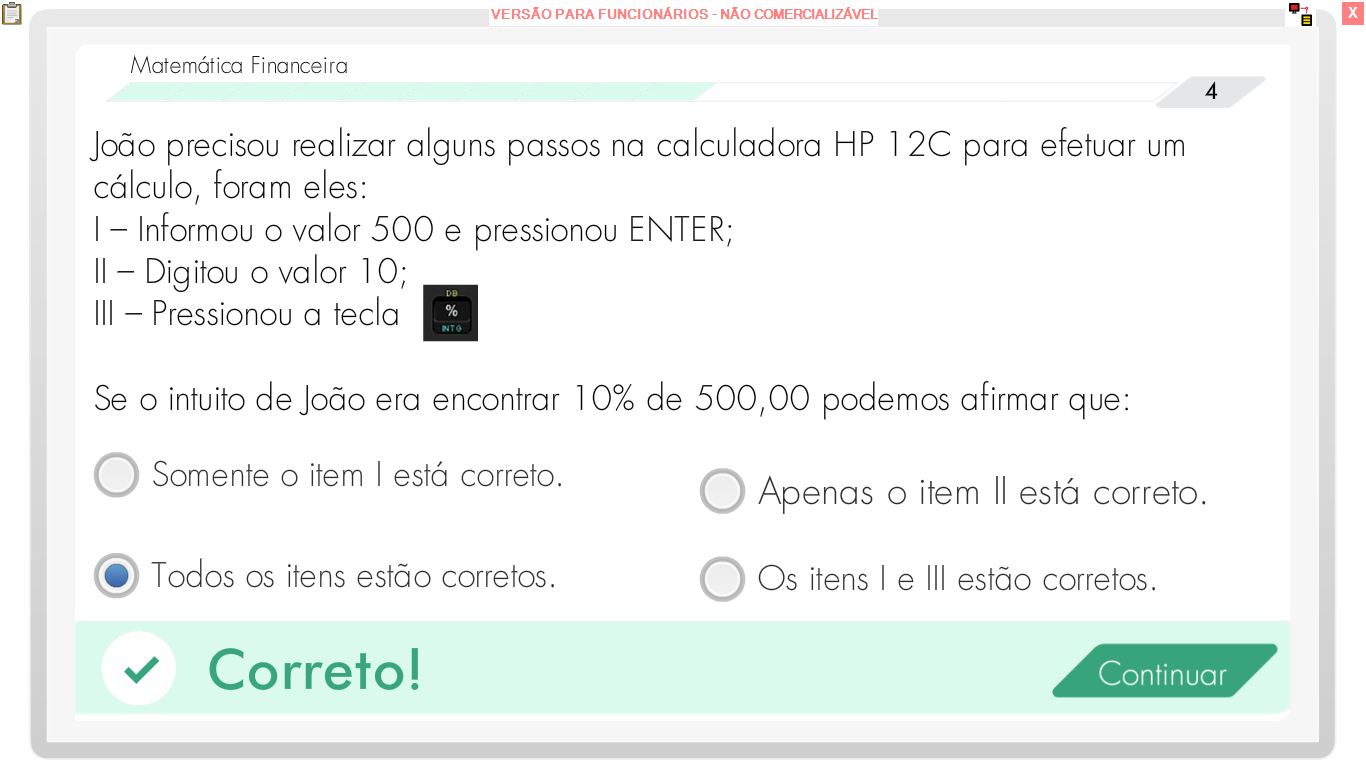 VERSÃO PARA FUNCIONÁRIOS - NÃO COMERCIALIZÁVEL
X
Matemática Financeira
4
João precisou realizar alguns passos na calculadora HP 12C para efetuar um
cálculo, foram eles:
I – Informou o valor 500 e pressionou ENTER;
II – Digitou o valor 10;
III – Pressionou a tecla
DB
%
INTG
Se o intuito de João era encontrar 10% de 500,00 podemos afirmar que:
Somente o item I está correto.
Apenas o item II está correto.
Todos os itens estão corretos.
Os itens I e III estão corretos.
Correto!
Continuar